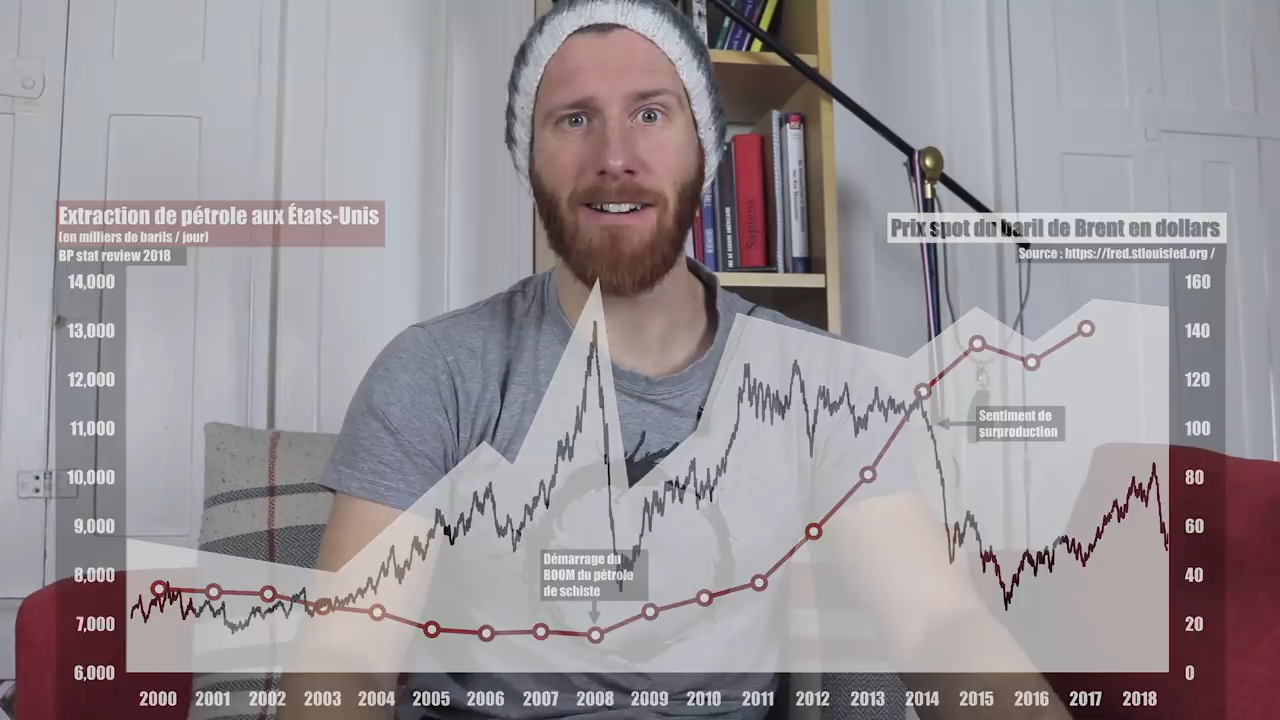 Sapiens
Extraction de pétrole aux États-Unis
(en milliers de barils / jour)
BP stat review 2018
Prix spot du baril de Brent en dollars
Source : https://fred.stlouisfed.org /
14,000
13,000
12,000
11,000
10,000
9,000
8,000
7,000
6,000
160
140
120
100
80
60
40
20
0
Sentiment de
surproduction
Démarrage du
BOOM du pétrole
de schiste
2000 2001 2002 2003 2004 2005 2006 2007 2008 2009 2010 2011 2012 2013 2014 2015 2016 2017 2018